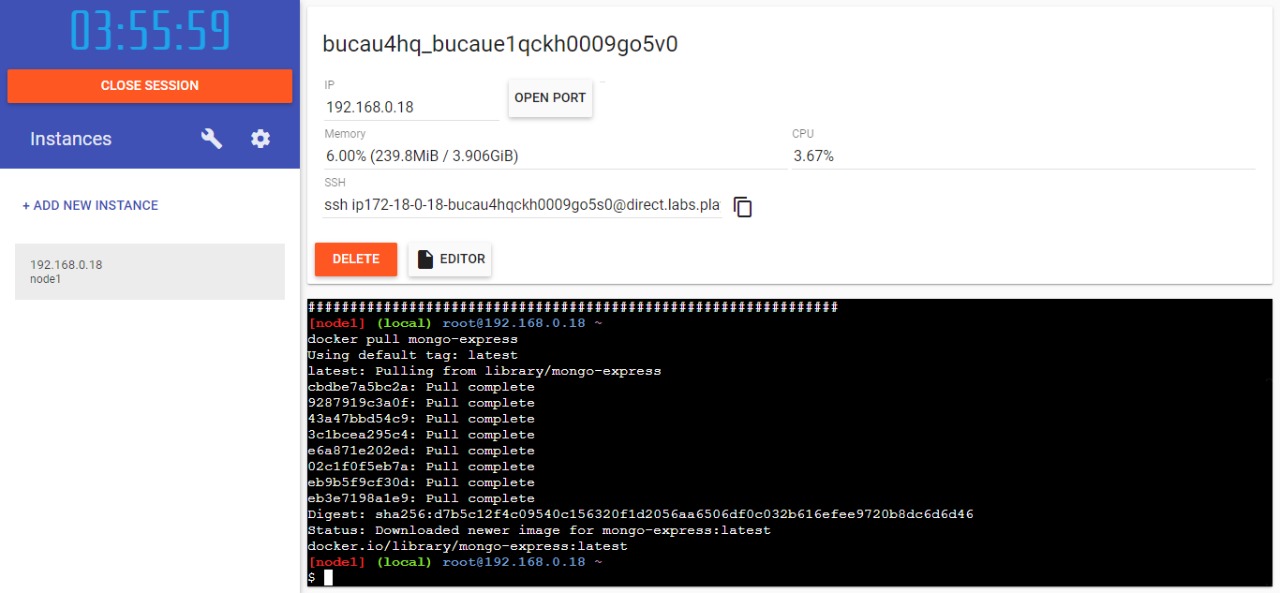 03:55:59
CLOSE SESSION
Instances
+ ADD NEW INSTANCE
192.168.0.18
node1
bucau4hq_bucaue1qckh0009go5v0
IP
192.168.0.18
OPEN PORT
Memory
6.00% (239.8MiB / 3.906GiB)
CPU
3.67%
SSH
ssh ip172-18-0-18-bucau4hqckh0009go5s0@direct.labs.pla
DELETE
EDITOR
###############################################################
[node1] (local) root@192.168.0.18 ~
docker pull mongo-express
Using default tag: latest
latest: Pulling from library/mongo-express
cbdbe7a5bc2a: Pull complete
9287919c3a0f: Pull complete
43a47bbd54c9: Pull complete
3c1bcea295c4: Pull complete
e6a871e202ed: Pull complete
02c1f0f5eb7a: Pull complete
eb9b5f9cf30d: Pull complete
eb3e7198a1e9: Pull complete
Digest: sha256:d7b5c12f4c09540c156320f1d2056aa6506df0c032b616efee9720b8dc6d6d46
Status: Downloaded newer image for mongo-express:latest
docker.io/library/mongo-express:latest
[node1] (local) root@192.168.0.18 ~
$